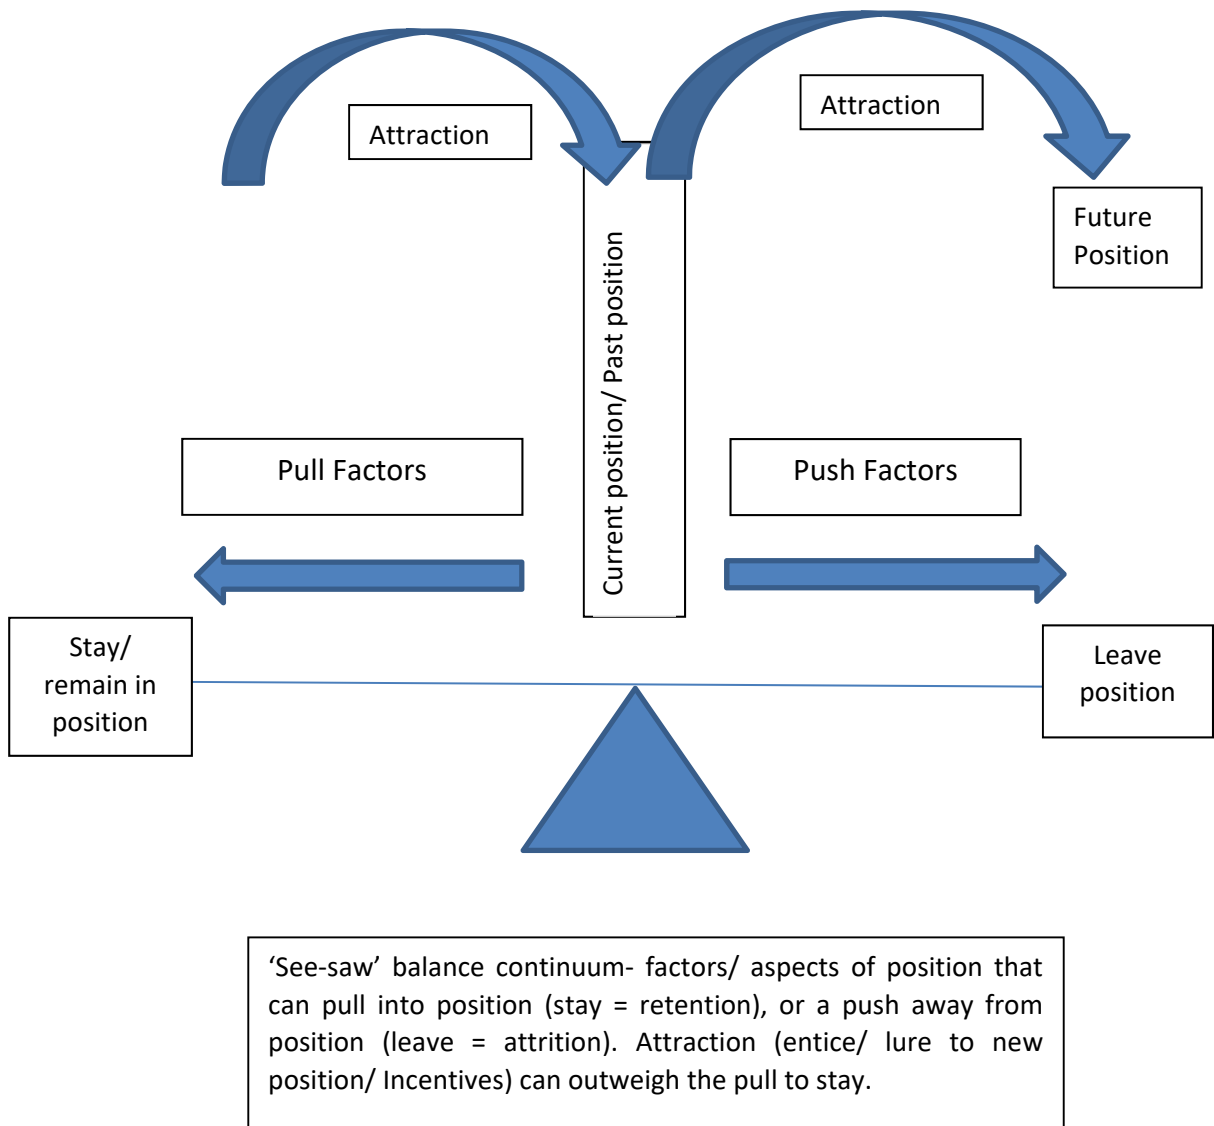 Attraction
Attraction
Future
Position
Current position/ Past position
Pull Factors
Push Factors
Stay/
remain in
position
Leave
position
‘See-saw’ balance continuum- factors/ aspects of position that
can pull into position (stay = retention), or a push away from
position (leave = attrition). Attraction (entice/ lure to new
position/ Incentives) can outweigh the pull to stay.